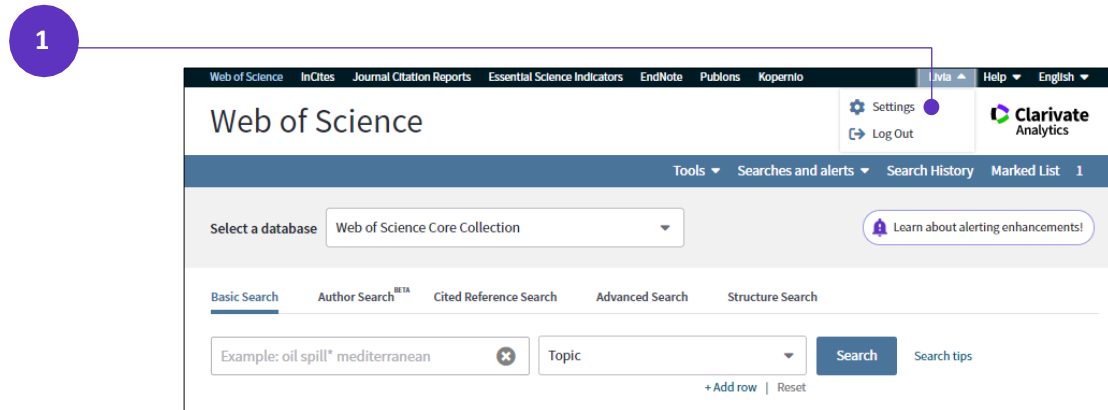 1
Web of Science InCites Journal Citation Reports Essential Science Indicators EndNote Publons Kopernio Livia Help English
Settings
Log Out
Web of Science
Clarivate
Analytics
Tools Searches and alerts Search History Marked List 1
Select a database Web of Science Core Collection Learn about alerting enhancements!
Basic Search Author Search BETA Cited Reference Search Advanced Search Structure Search
Example: oil spill* mediterranean Topic Search Search tips
+ Add row | Reset